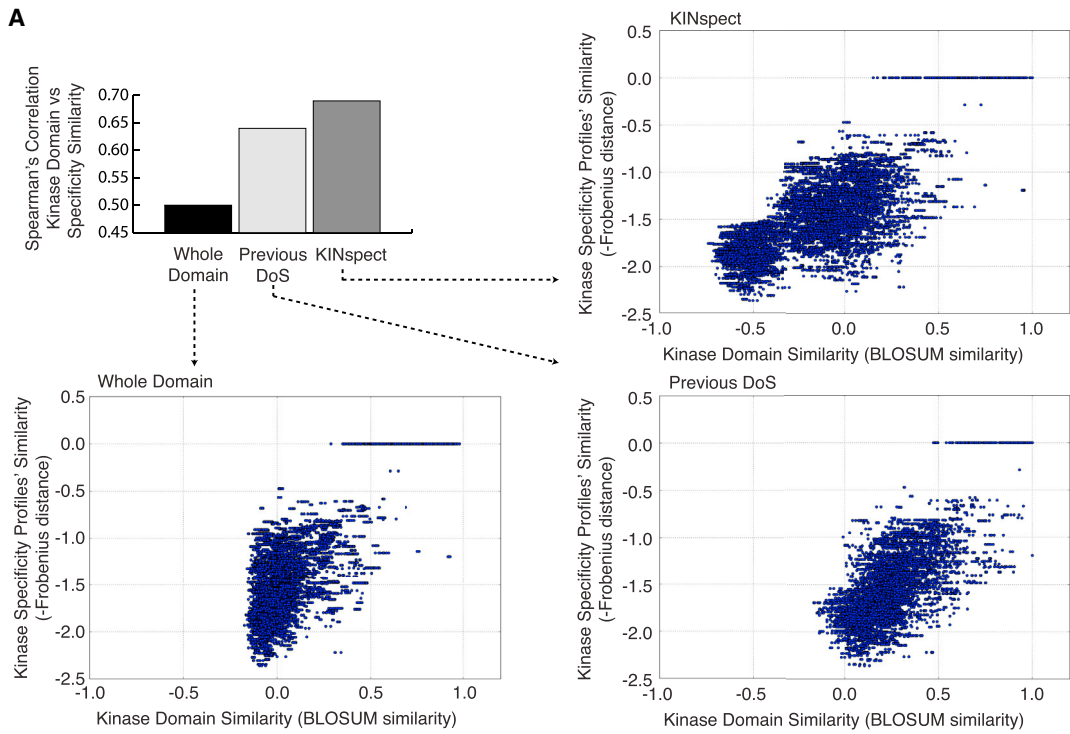 A
Spearman's Correlation
Kinase Domain vs
Specificity Similarity
0.70
0.65
0.60
0.55
0.50
0.45
Whole
Domain
Previous
DoS
KINspect
KINspect
Kinase Specificity Profiles' Similarity
(-Frobenius distance)
0.5
0.0
-0.5
-1.0
-1.5
-2.0
-2.5
-1.0
-0.5
0.0
0.5
1.0
Kinase Domain Similarity (BLOSUM similarity)
Whole Domain
Kinase Specificity Profiles' Similarity
(-Frobenius distance)
0.5
0.0
-0.5
-1.0
-1.5
-2.0
-2.5
-1.0
-0.5
0.0
0.5
1.0
Kinase Domain Similarity (BLOSUM similarity)
Previous DoS
Kinase Specificity Profiles' Similarity
(-Frobenius distance)
0.5
0.0
-0.5
-1.0
-1.5
-2.0
-2.5
-1.0
-0.5
0.0
0.5
1.0
Kinase Domain Similarity (BLOSUM similarity)